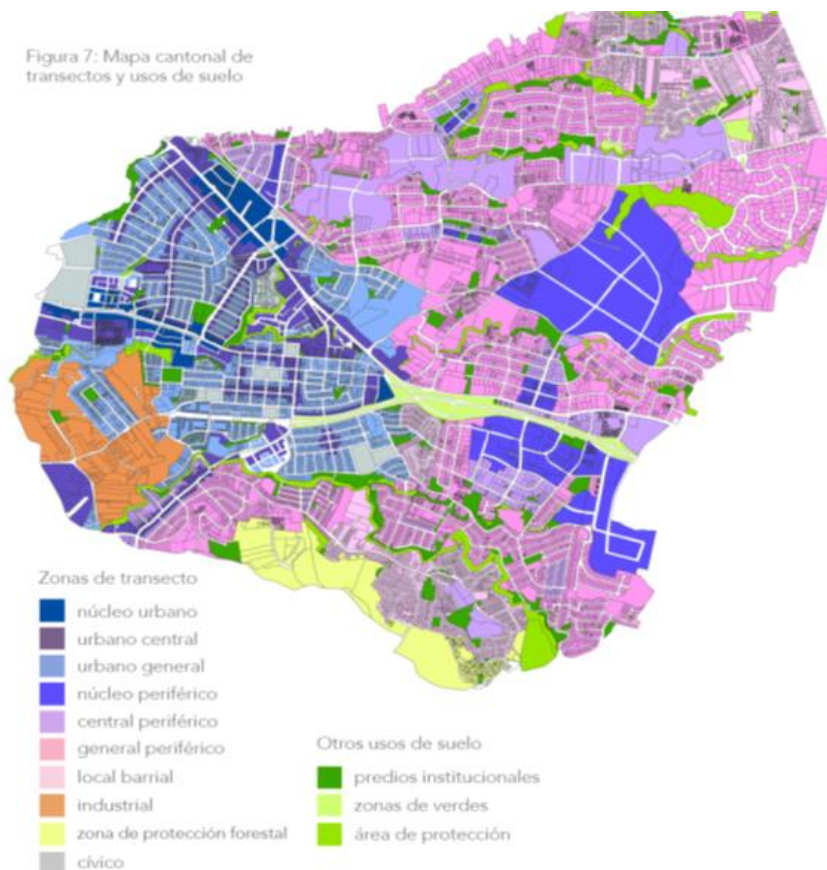 Figura 7: Mapa cantonal de
transectos y usos de suelo
Zonas de transecto
núcleo urbano
urbano central
urbano general
núcleo periférico
central periférico
general periférico
local barrial
industrial
zona de protección forestal
cívico
Otros usos de suelo
predios institucionales
zonas de verdes
área de protección